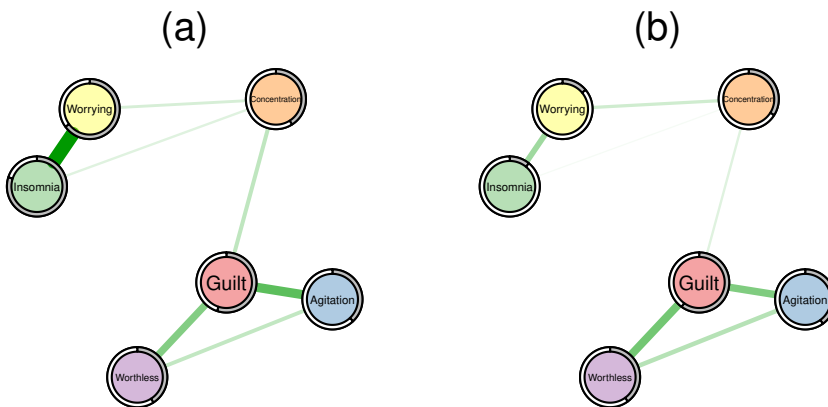 (a)
Worrying
Concentration
Insomnia
Guilt
Agitation
Worthless
(b)
Worrying
Concentration
Insomnia
Guilt
Agitation
Worthless